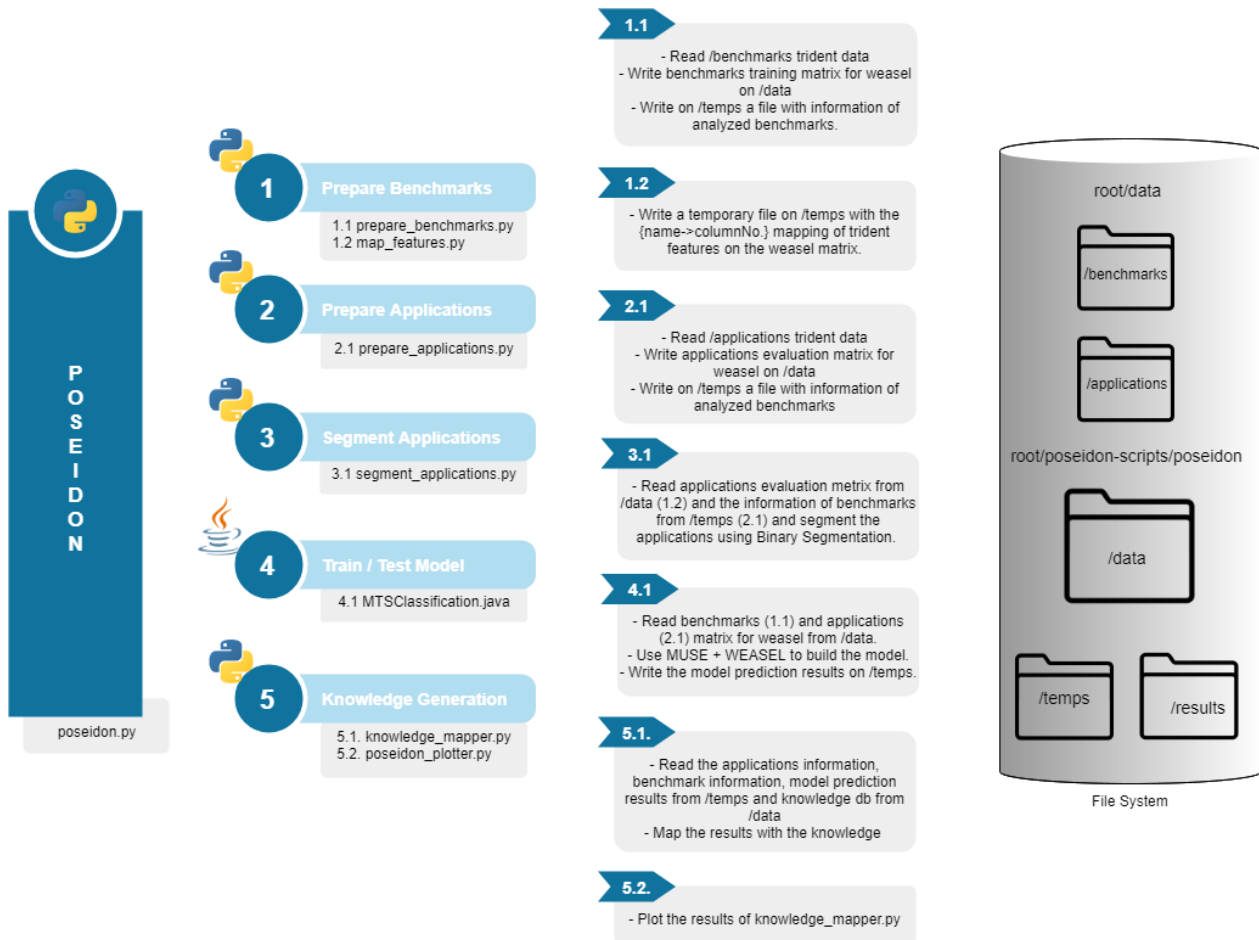 P
O
S
E
I
D
O
N
poseidon.py
1
Prepare Benchmarks
1.1 prepare_benchmarks.py
1.2 map_features.py
2
Prepare Applications
2.1 prepare_applications.py
3
Segment Applications
3.1 segment_applications.py
4
Train / Test Model
4.1 MTSClassification.java
5
Knowledge Generation
5.1. knowledge_mapper.py
5.2. poseidon_plotter.py
1.1
- Read /benchmarks trident data
- Write benchmarks training matrix for weasel
on /data
- Write on /temps a file with information of
analyzed benchmarks.
1.2
- Write a temporary file on /temps with the
{name->columnNo.} mapping of trident
features on the weasel matrix.
2.1
- Read /applications trident data
- Write applications evaluation matrix for
weasel on /data
- Write on /temps a file with information of
analyzed benchmarks
3.1
- Read applications evaluation metrix from
/data (1.2) and the information of benchmarks
from /temps (2.1) and segment the
applications using Binary Segmentation.
4.1
- Read benchmarks (1.1) and applications
(2.1) matrix for weasel from /data.
- Use MUSE + WEASEL to build the model.
- Write the model prediction results on /temps.
5.1.
- Read the applications information,
benchmark information, model prediction
results from /temps and knowledge db from
/data
- Map the results with the knowledge
5.2.
- Plot the results of knowledge_mapper.py
root/data
/benchmarks
/applications
root/poseidon-scripts/poseidon
/data
/temps
/results
File System